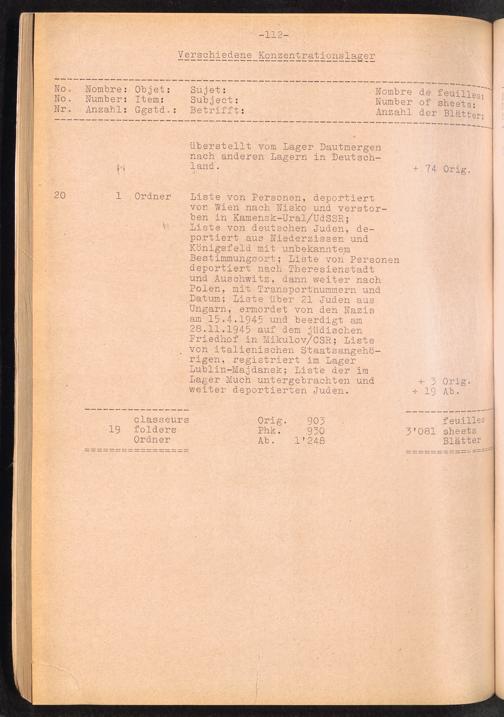 -112-
Verschiedene Konzentrationslager
No. Nombre: Objet: Sujet: Nombre de feuilles:
No. Number: Item: Subject: Number of sheets:
Nr. Anzahl: Ggstd.: Betrifft: Anzahl der Blätter:
überstellt vom Lager Dautmergen
nach anderen Lagern in Deutsch-
land. + 74 Orig.
20 1 Ordner Liste von Personen, deportiert
von Wien nach Nisko und verstor-
ben in Kamensk-Ural/UdSSR;
Liste von deutschen Juden, de-
portiert aus Niederzissen und
Königsfeld mit unbekanntem
Bestimmungsort; Liste von Personen
deportiert nach Theresienstadt
und Auschwitz, dann weiter nach
Polen, mit Transportnummern und
Datum; Liste über 21 Juden aus
Ungarn, ermordet von den Nazis
am 15.4.1945 und beerdigt am
28.11.1945 auf dem jüdischen
Friedhof in Mikulov/CSR; Liste
von italienischen Staatsangehö-
rigen, registriert im Lager
Lublin-Majdanek; Liste der im
Lager Much untergebrachten und + 3 Orig.
weiter deportierten Juden. + 19 Ab.
classeurs Orig. 903 feuilles
19 folders Phk. 930 3'081 sheets
Ordner Ab. 1'248 Blätter